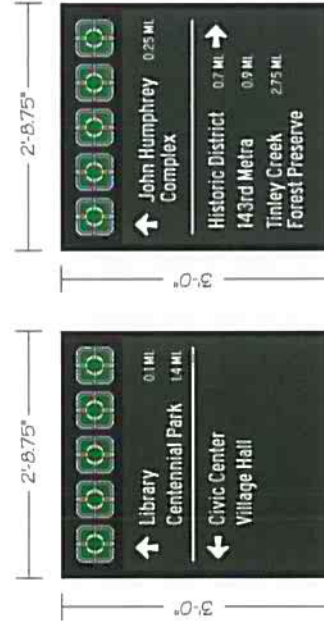 2'-8.75"
3'-0"
Library 0.1 MI.
Centennial Park 1.4 MI.
Civic Center
Village Hall
2'-8.75"
3'-0"
John Humphrey 0.25 MI.
Complex
Historic District 0.7 MI.
143rd Metra 0.9 MI.
Tinley Creek 2.75 MI.
Forest Preserve